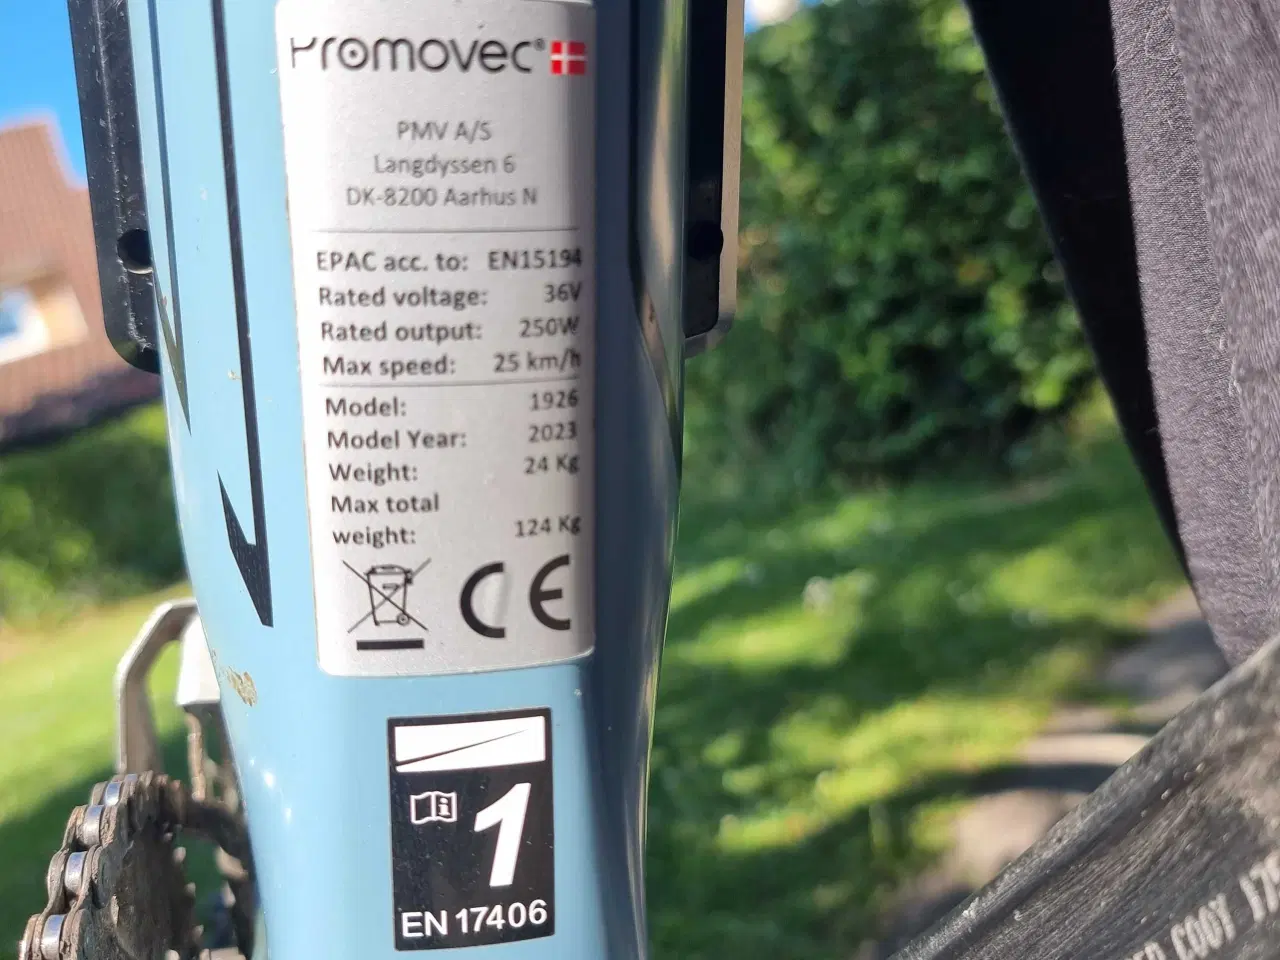 Promovec®
PMV A/S
Langdyssen 6
DK-8200 Aarhus N
EPAC acc. to: EN15194
Rated voltage: 36V
Rated output: 250W
Max speed: 25 km/h
Model: 1926
Model Year: 2023
Weight: 24 Kg
Max total
weight: 124 Kg
CE
1
EN 17406